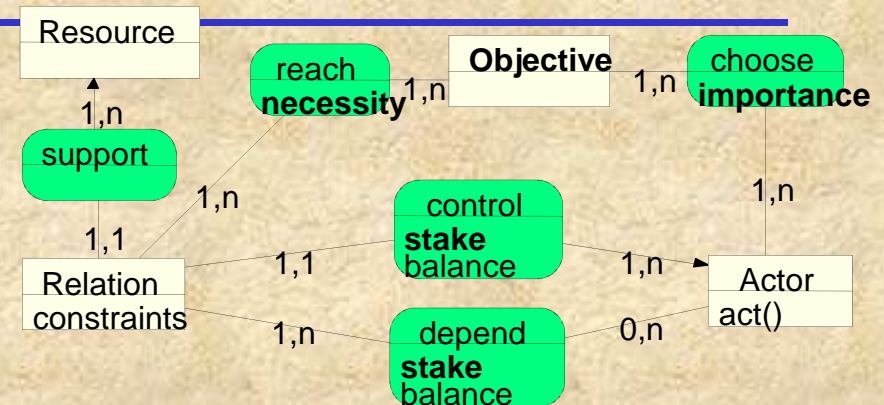 Resource
reach
necessity
Objective
choose
importance
1,n
1,n
1,n
support
1,n
1,n
1,1
control
stake
balance
1,1
1,n
Relation
constraints
Actor
act()
1,n
depend
stake
balance
0,n